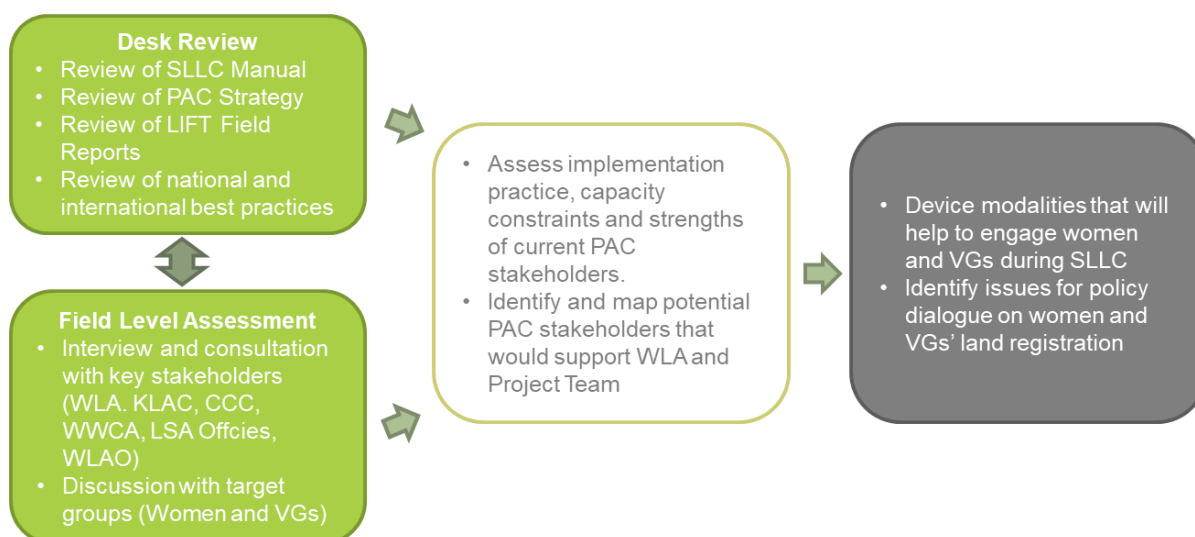 Desk Review
• Review of SLLC Manual
• Review of PAC Strategy
• Review of LIFT Field
Reports
• Review of national and
international best practices
Field Level Assessment
• Interview and consultation
with key stakeholders
(WLA. KLAC, CCC,
WWCA, LSA Offcies,
WLAO)
• Discussion with target
groups (Women and VGs)
• Assess implementation
practice, capacity
constraints and strengths
of current PAC
stakeholders.
• Identify and map potential
PAC stakeholders that
would support WLA and
Project Team
• Device modalities that will
help to engage women
and VGs during SLLC
• Identify issues for policy
dialogue on women and
VGs’ land registration